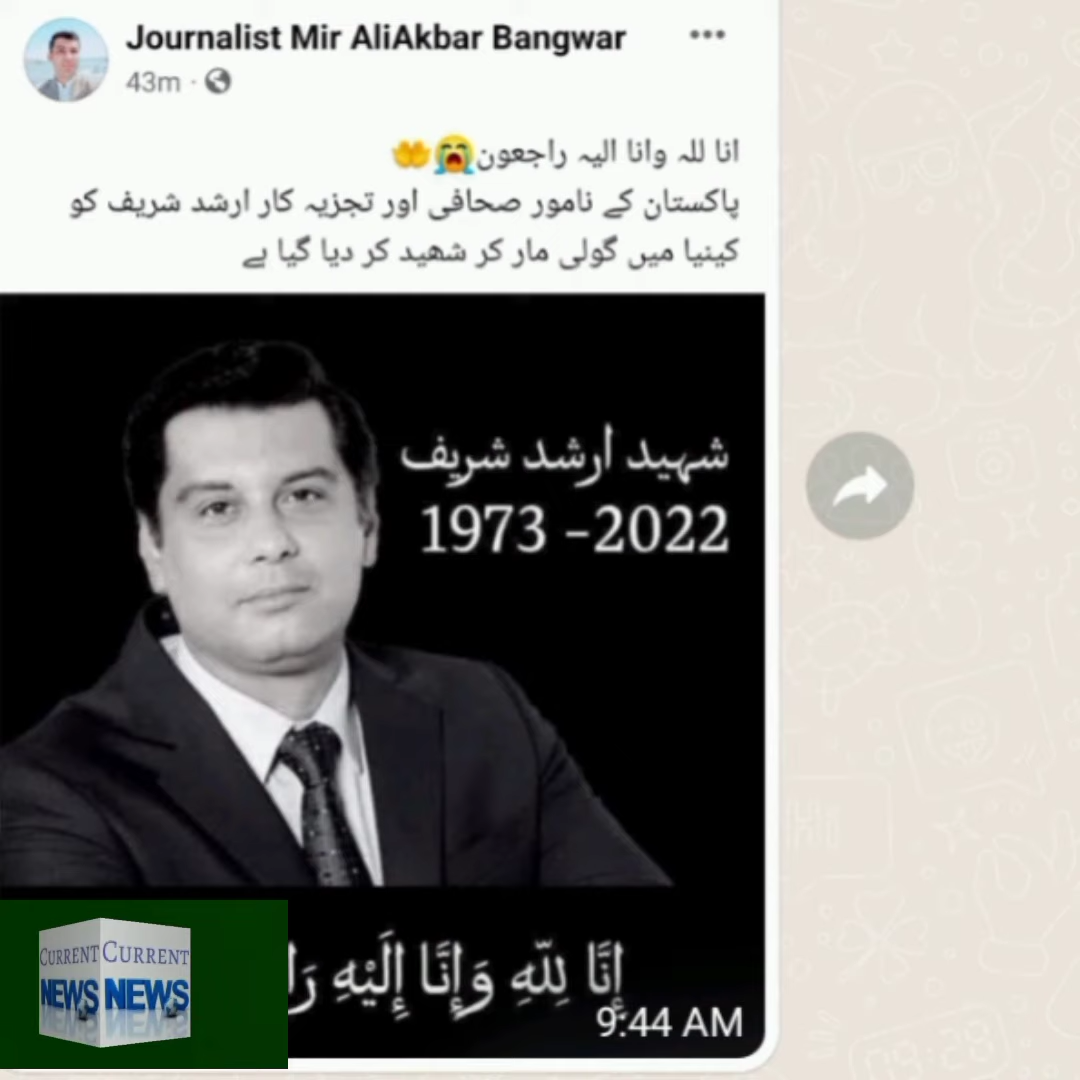 Journalist Mir AliAkbar Bangwar
43m
انا للہ وانا الیہ راجعون😭🤲
پاکستان کے نامور صحافی اور تجزیہ کار ارشد شریف کو
کینیا میں گولی مار کر شھید کر دیا گیا ہے
شہید ارشد شریف
1973 -2022
إِنَّا لِلّهِ وَإِنَّا إِلَيْهِ رَا
9:44 AM
CURRENT CURRENT
NEWS NEWS